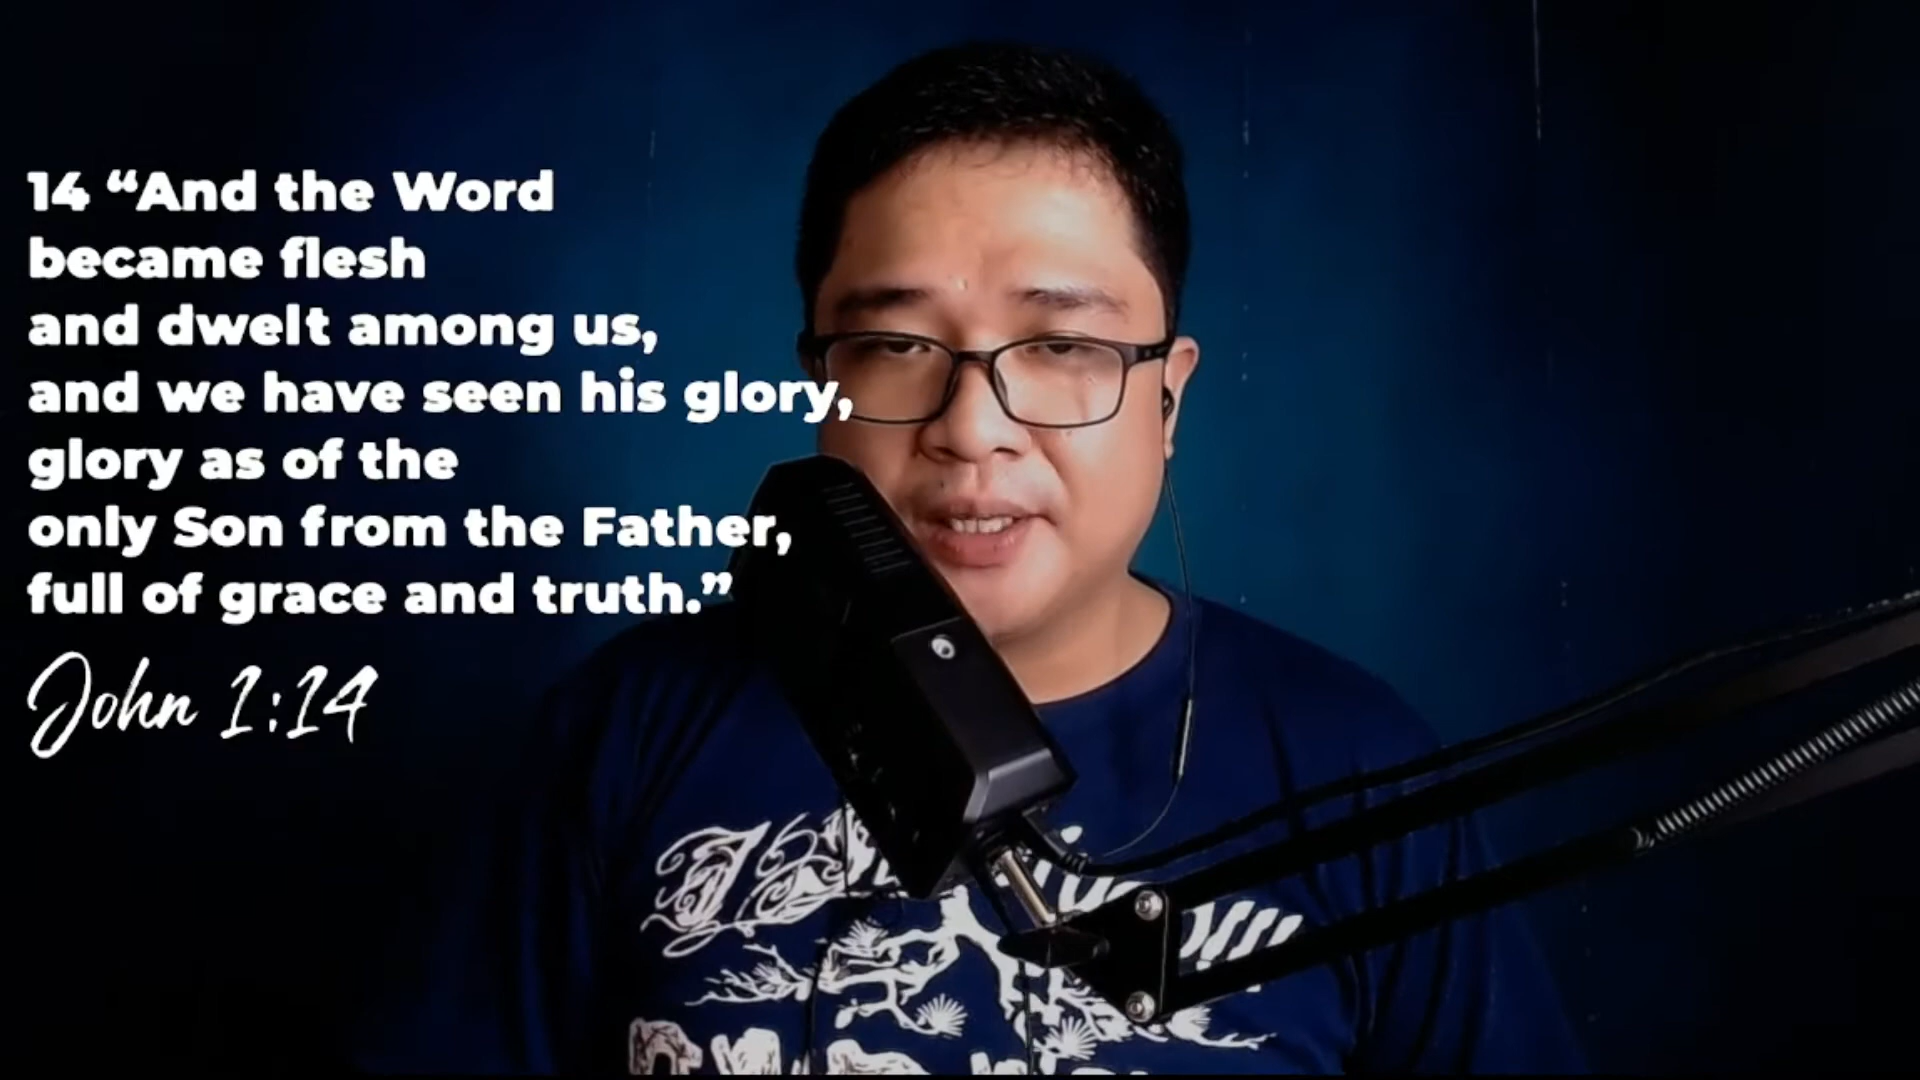 14 “And the Word
became flesh
and dwelt among us,
and we have seen his glory,
glory as of the
only Son from the Father,
full of grace and truth.”
John 1:14